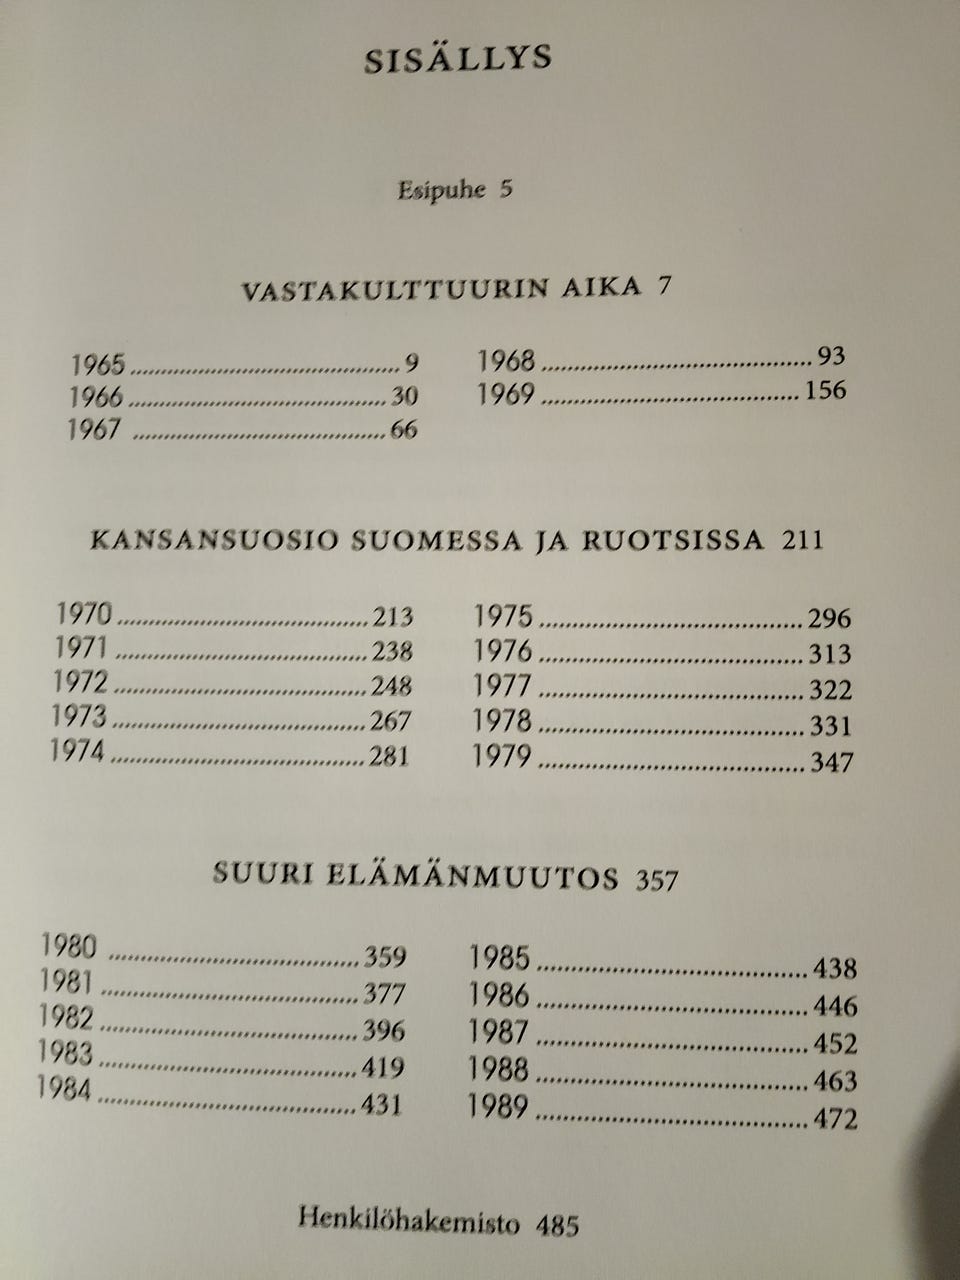 SISÄLLYS
Esipuhe 5
VASTAKULTTUURIN AIKA 7
1965 ........................................ 9
1966 ........................................ 30
1967 ........................................ 66
1968 ........................................ 93
1969 ........................................ 156
KANSANSUOSIO SUOMESSA JA RUOTSISSA 211
1970 ........................................ 213
1971 ........................................ 238
1972 ........................................ 248
1973 ........................................ 267
1974 ........................................ 281
1975 ........................................ 296
1976 ........................................ 313
1977 ........................................ 322
1978 ........................................ 331
1979 ........................................ 347
SUURI ELÄMÄNMUUTOS 357
1980 ........................................ 359
1981 ........................................ 377
1982 ........................................ 396
1983 ........................................ 419
1984 ........................................ 431
1985 ........................................ 438
1986 ........................................ 446
1987 ........................................ 452
1988 ........................................ 463
1989 ........................................ 472
Henkilöhakemisto 485